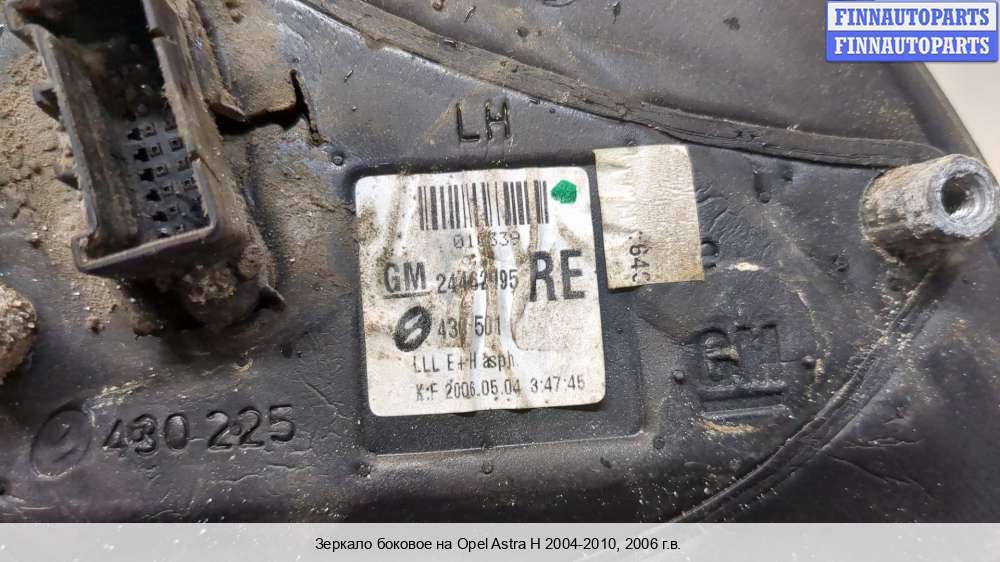 FINNAUTOPARTS
FINNAUTOPARTS
LH
GM
RE
LLL E+H asph.
K:F 2006.05.04 3:47:45
430-225
GM
Зеркало боковое на Opel Astra H 2004-2010, 2006 г.в.